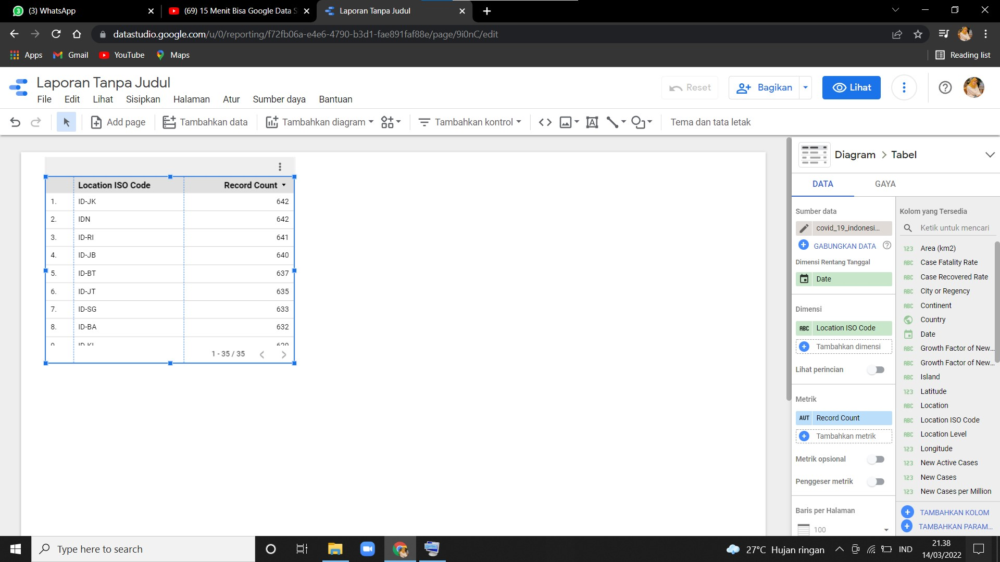 (3) WhatsApp
(69) 15 Menit Bisa Google Data S
Laporan Tanpa Judul
datastudio.google.com/u/0/reporting/f72fb06a-e4e6-4790-b3d1-fae891faf88e/page/9i0nC/edit
Apps Gmail YouTube Maps Reading list
Laporan Tanpa Judul
Reset Bagikan Lihat
File Edit Lihat Sisipkan Halaman Atur Sumber daya Bantuan
Add page Tambahkan data Tambahkan diagram Tambahkan kontrol Tema dan tata letak
Location ISO Code Record Count
1. ID-JK 642
2. IDN 642
3. ID-RI 641
4. ID-JB 640
5. ID-BT 637
6. ID-JT 635
7. ID-SG 633
8. ID-BA 632
1 - 35 / 35
Diagram > Tabel
DATA GAYA
Sumber data
covid_19_indonesi...
GABUNGKAN DATA
Dimensi Rentang Tanggal
Date
Dimensi
ABC Location ISO Code
Tambahkan dimensi
Lihat perincian
Metrik
AUT Record Count
Tambahkan metrik
Metrik opsional
Penggeser metrik
Baris per Halaman
100
Kolom yang Tersedia
Ketik untuk mencari
123 Area (km2)
ABC Case Fatality Rate
ABC Case Recovered Rate
ABC City or Regency
ABC Continent
Country
Date
ABC Growth Factor of New...
ABC Growth Factor of New...
ABC Island
123 Latitude
ABC Location
ABC Location ISO Code
ABC Location Level
123 Longitude
123 New Active Cases
123 New Cases
123 New Cases per Million
TAMBAHKAN KOLOM
TAMBAHKAN PARAM...
Type here to search
27°C Hujan ringan
IND
21.38
14/03/2022